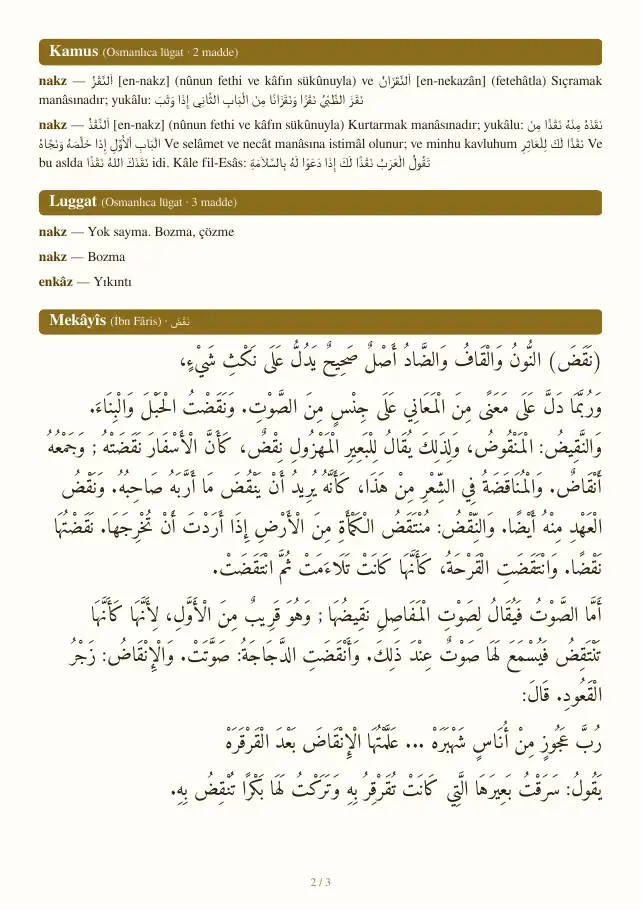 Kamus (Osmanlıca lügat · 2 madde)
nakz — اَلنَّقْزُ [en-nakz] (nûnun fethi ve kâfın sükûnuyla) ve اَلنَّقَزَانُ [en-nekazân] (fetehâtla) Sıçramak
manâsınadır; yukâlu: نَقَزَ الظَّبْيُ نَقْزًا وَنَقَزَانًا مِنَ الْبَابِ الثَّانِي إِذَا وَثَبَ
nakz — اَلنَّقْذُ [en-nakz] (nûnun fethi ve kâfın sükûnuyla) Kurtarmak manâsınadır; yukâlu: نَقَذَهُ مِنْهُ نَقْذًا مِنَ
الْبَابِ اْلأَوَّلِ إِذَا خَلَّصَهُ وَنَجَّاهُ Ve selâmet ve necât manâsına istimâl olunur; ve minhu kavluhum نَقْذًا لَكَ لِلْعَاثِرِ Ve
bu aslda نَقَذَكَ اللهُ نَقْذًا idi. Kâle fil-Esâs: تَقُولُ الْعَرَبُ نَقْذًا لَكَ إِذَا دَعَوْا لَهُ بِالسَّلاَمَةِ
Luggat (Osmanlıca lügat · 3 madde)
nakz — Yok sayma. Bozma, çözme
nakz — Bozma
enkâz — Yıkıntı
Mekâyîs (İbn Fâris) · نَقَضَ
(نَقَضَ) النُّونُ وَالْقَافُ وَالضَّادُ أَصْلٌ صَحِيحٌ يَدُلُّ عَلَى نَكْثِ شَيْءٍ،
وَرُبَّمَا دَلَّ عَلَى مَعْنًى مِنَ الْمَعَانِي عَلَى جِنْسٍ مِنَ الصَّوْتِ. وَنَقَضْتُ الْحَبْلَ وَالْبِنَاءَ.
وَالنَّقِيضُ: الْمَنْقُوضُ، وَلِذَلِكَ يُقَالُ لِلْبَعِيرِ الْمَهْزُولِ نِقْضٌ، كَأَنَّ الْأَسْفَارَ نَقَضَتْهُ ; وَجَمْعُهُ
أَنْقَاضٌ. وَالْمُنَاقَضَةُ فِي الشِّعْرِ مِنْ هَذَا، كَأَنَّهُ يُرِيدُ أَنْ يَنْقُضَ مَا أَرَّبَهُ صَاحِبُهُ. وَنَقْضُ
الْعَهْدِ مِنْهُ أَيْضًا. وَالنِّقْضُ: مُنْتَقَضُ الْكَمْأَةِ مِنَ الْأَرْضِ إِذَا أَرَدْتَ أَنْ تُخْرِجَهَا. نَقَضْتُهَا
نَقْضًا. وَانْتَقَضَتِ الْقَرْحَةُ، كَأَنَّهَا كَانَتْ تَلَاءَمَتْ ثُمَّ انْتَقَضَتْ.
أَمَّا الصَّوْتُ فَيُقَالُ لِصَوْتِ الْمَفَاصِلِ نَقِيضُهَا ; وَهُوَ قَرِيبٌ مِنَ الْأَوَّلِ، لِأَنَّهَا كَأَنَّهَا
تَنْتَقِضُ فَيُسْمَعَ لَهَا صَوْتٌ عِنْدَ ذَلِكَ. وَأَنْقَضَتِ الدَّجَاجَةُ: صَوَّتَتْ. وَالْإِنْقَاضُ: زَجْرُ
الْقَعُودِ. قَالَ:
رُبَّ عَجُوزٍ مِنْ أُنَاسٍ شَهْبَرَهْ ... عَلَّمْتُهَا الْإِنْقَاضَ بَعْدَ الْقَرْقَرَهْ
يَقُولُ: سَرَقْتُ بَعِيرَهَا الَّتِي كَانَتْ تُقَرْقِرُ بِهِ وَتَرَكْتُ لَهَا بَكْرًا تُنْقِضُ بِهِ.
2 / 3